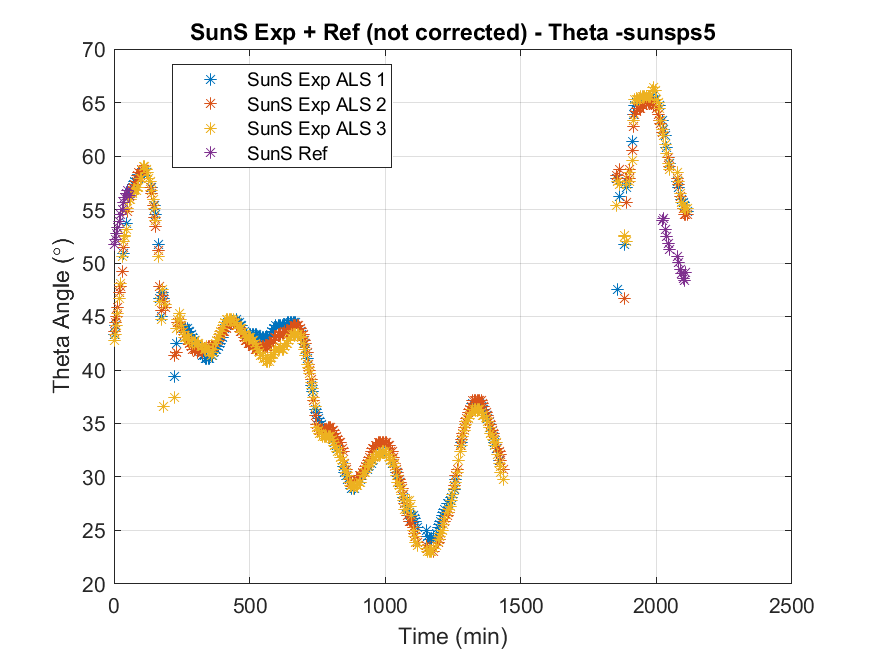 SunS Exp + Ref (not corrected) - Theta -sunsps5
SunS Exp ALS 1
SunS Exp ALS 2
SunS Exp ALS 3
SunS Ref
Theta Angle (°)
70
65
60
55
50
45
40
35
30
25
20
0 500 1000 1500 2000 2500
Time (min)